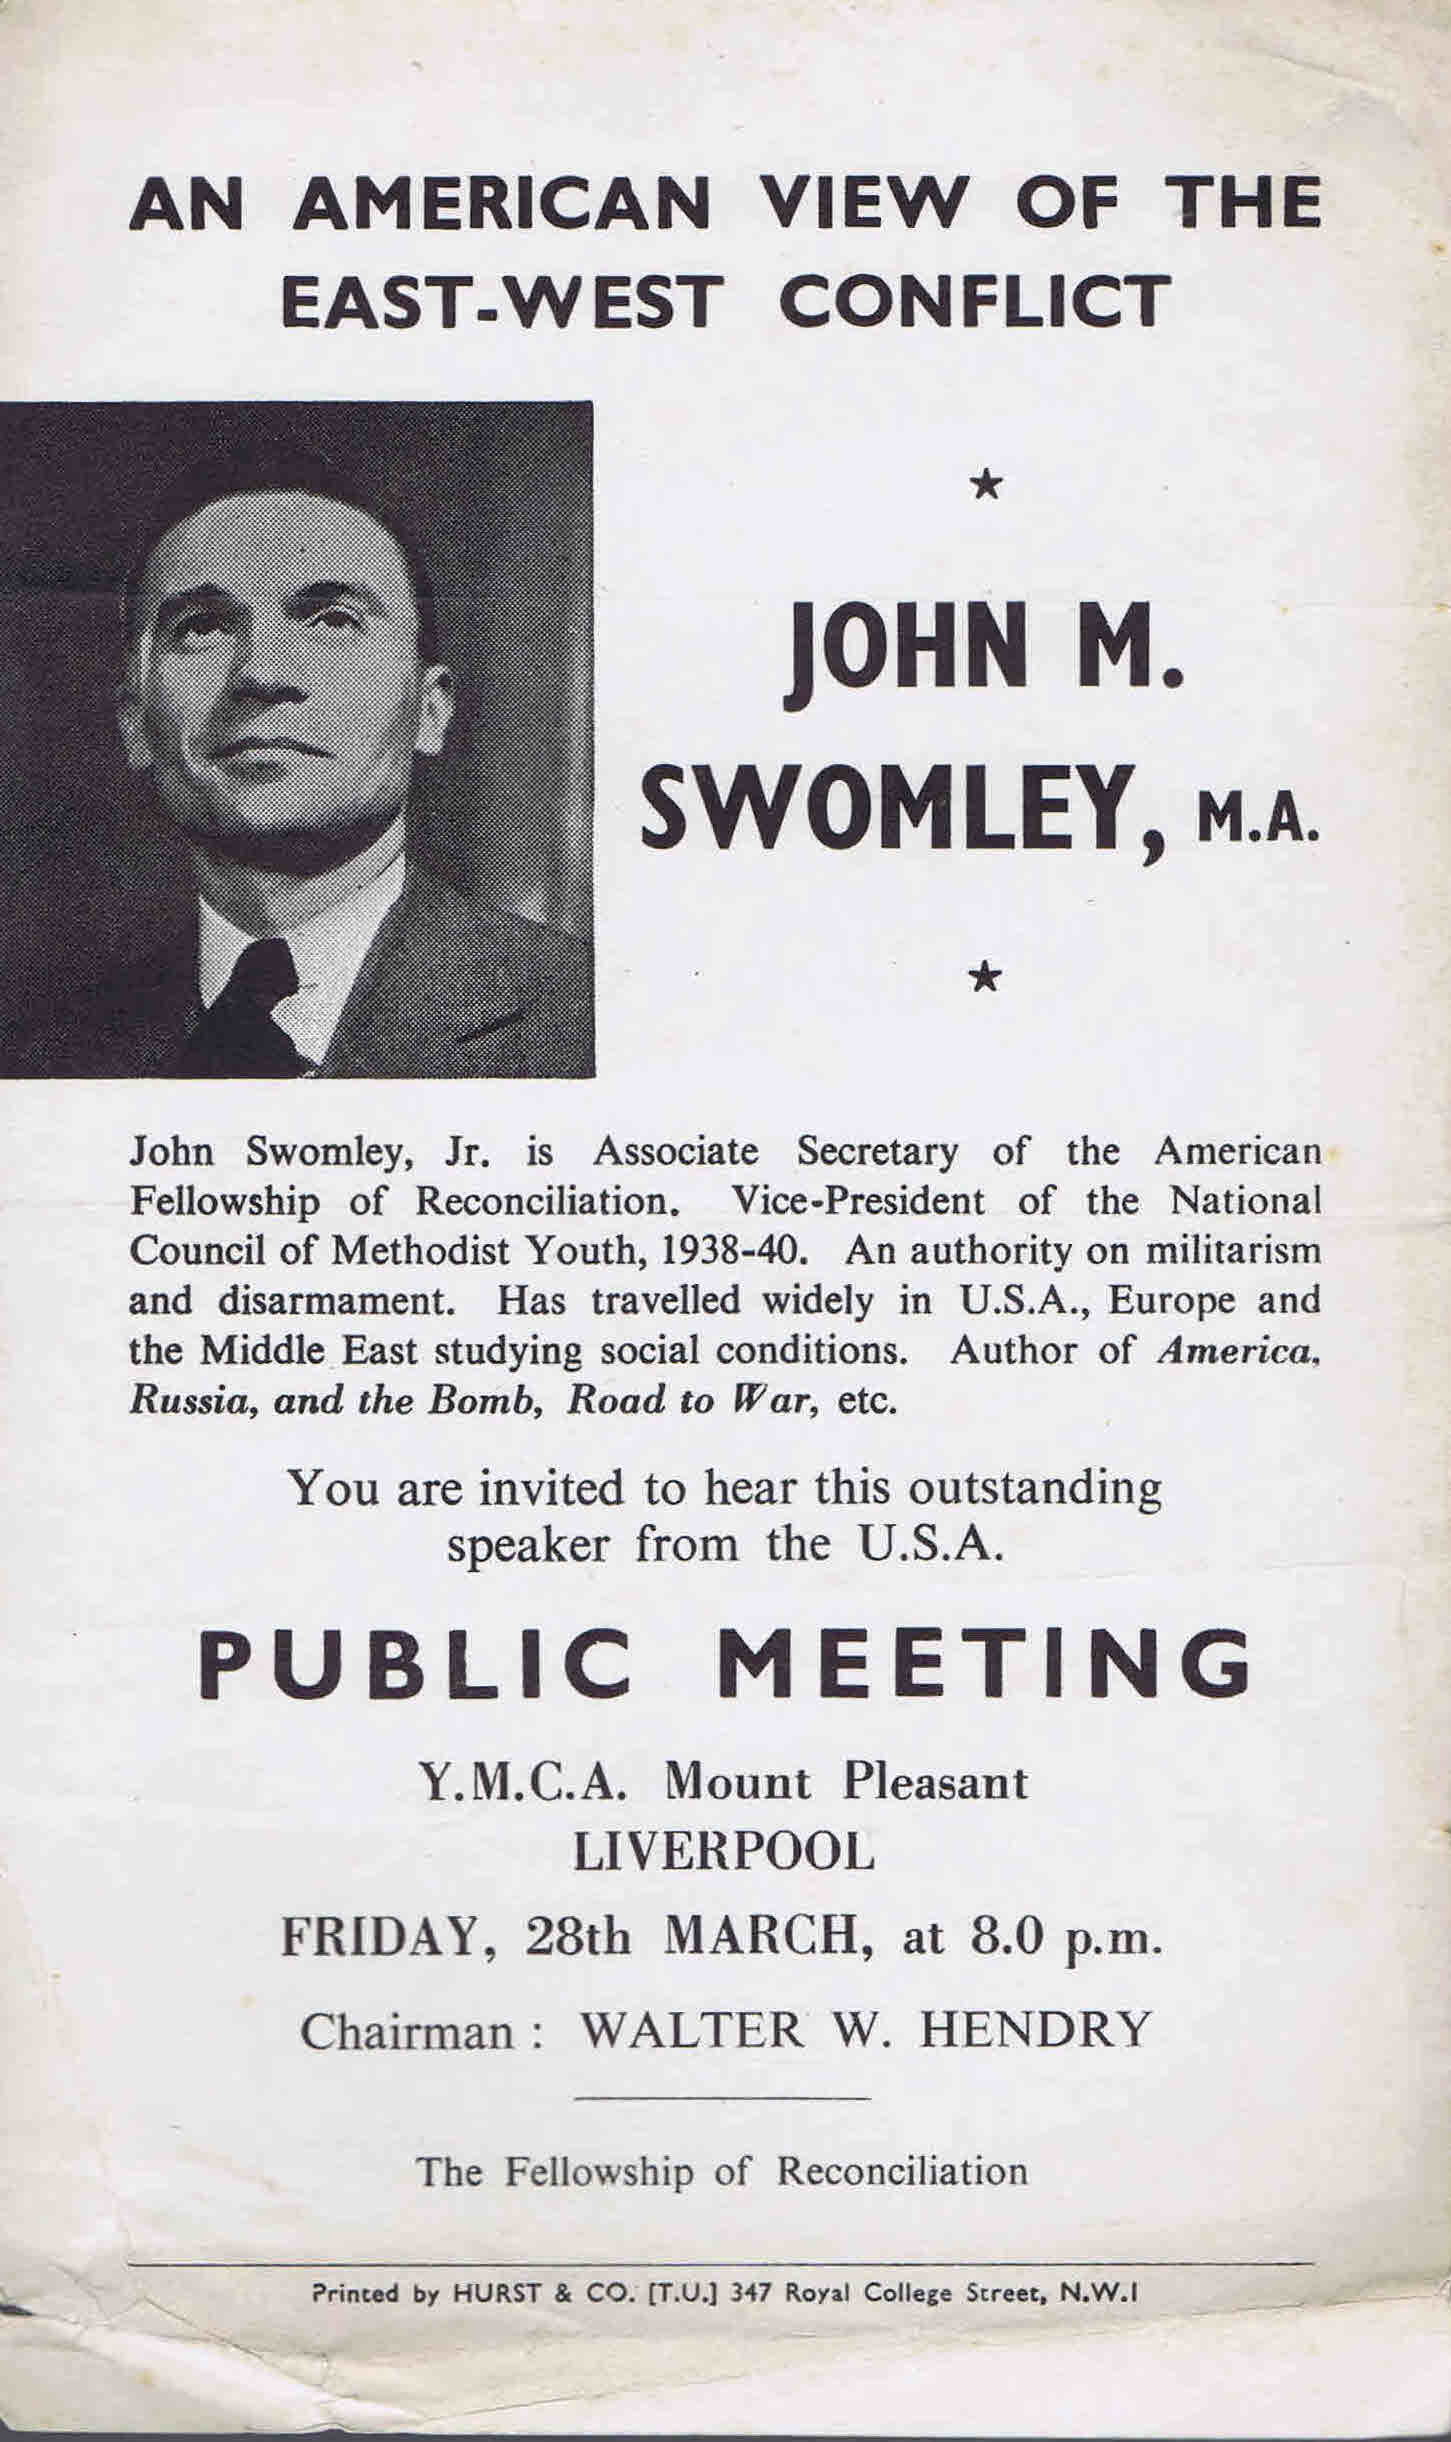 AN AMERICAN VIEW OF THE
EAST-WEST CONFLICT
★
JOHN M.
SWOMLEY, M.A.
★
John Swomley, Jr. is Associate Secretary of the American
Fellowship of Reconciliation. Vice-President of the National
Council of Methodist Youth, 1938-40. An authority on militarism
and disarmament. Has travelled widely in U.S.A., Europe and
the Middle East studying social conditions. Author of America,
Russia, and the Bomb, Road to War, etc.
You are invited to hear this outstanding
speaker from the U.S.A.
PUBLIC MEETING
Y.M.C.A. Mount Pleasant
LIVERPOOL
FRIDAY, 28th MARCH, at 8.0 p.m.
Chairman : WALTER W. HENDRY
The Fellowship of Reconciliation
Printed by HURST & CO. [T.U.] 347 Royal College Street, N.W.1